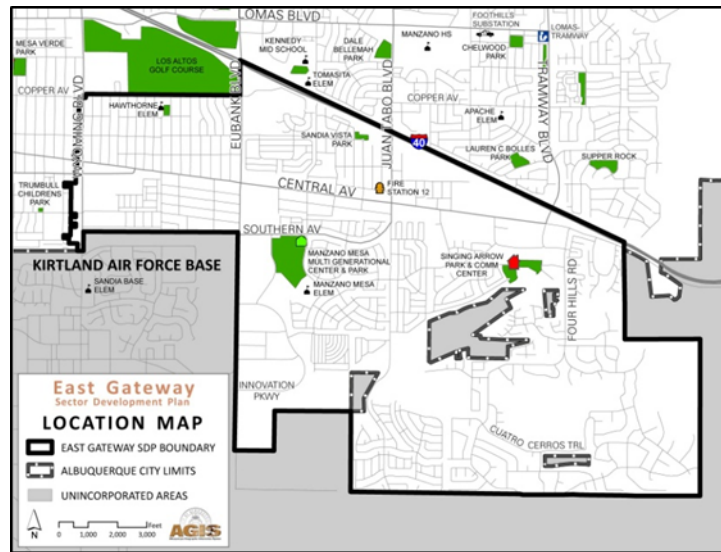 LOMAS BLVD
FOOTHILLS
SUBSTATION
LOMAS-
TRAMWAY
MESA VERDE
PARK
KENNEDY
MID SCHOOL
DALE
BELLEMAH
PARK
MANZANO HS
CHELWOOD
PARK
LOS ALTOS
GOLF COURSE
TOMASITA
ELEM
COPPER AV
COPPER AV
WYOMING BLVD
EUBANK BLVD
JUAN TABO BLVD
TRAMWAY BLVD
HAWTHORNE
ELEM
APACHE
ELEM
SANDIA VISTA
PARK
40
LAUREN C BOLLES
PARK
SUPPER ROCK
TRUMBULL
CHILDRENS
PARK
CENTRAL AV
FIRE
STATION 12
SOUTHERN AV
KIRTLAND AIR FORCE BASE
MANZANO MESA
MULTI GENERATIONAL
CENTER & PARK
SINGING ARROW
PARK & COMM
CENTER
SANDIA BASE
ELEM
MANZANO MESA
ELEM
FOUR HILLS RD
INNOVATION
PKWY
CUATRO CERROS TRL
East Gateway
Sector Development Plan
LOCATION MAP
EAST GATEWAY SDP BOUNDARY
ALBUQUERQUE CITY LIMITS
UNINCORPORATED AREAS
N
Feet
0 1,000 2,000 3,000
AGIS